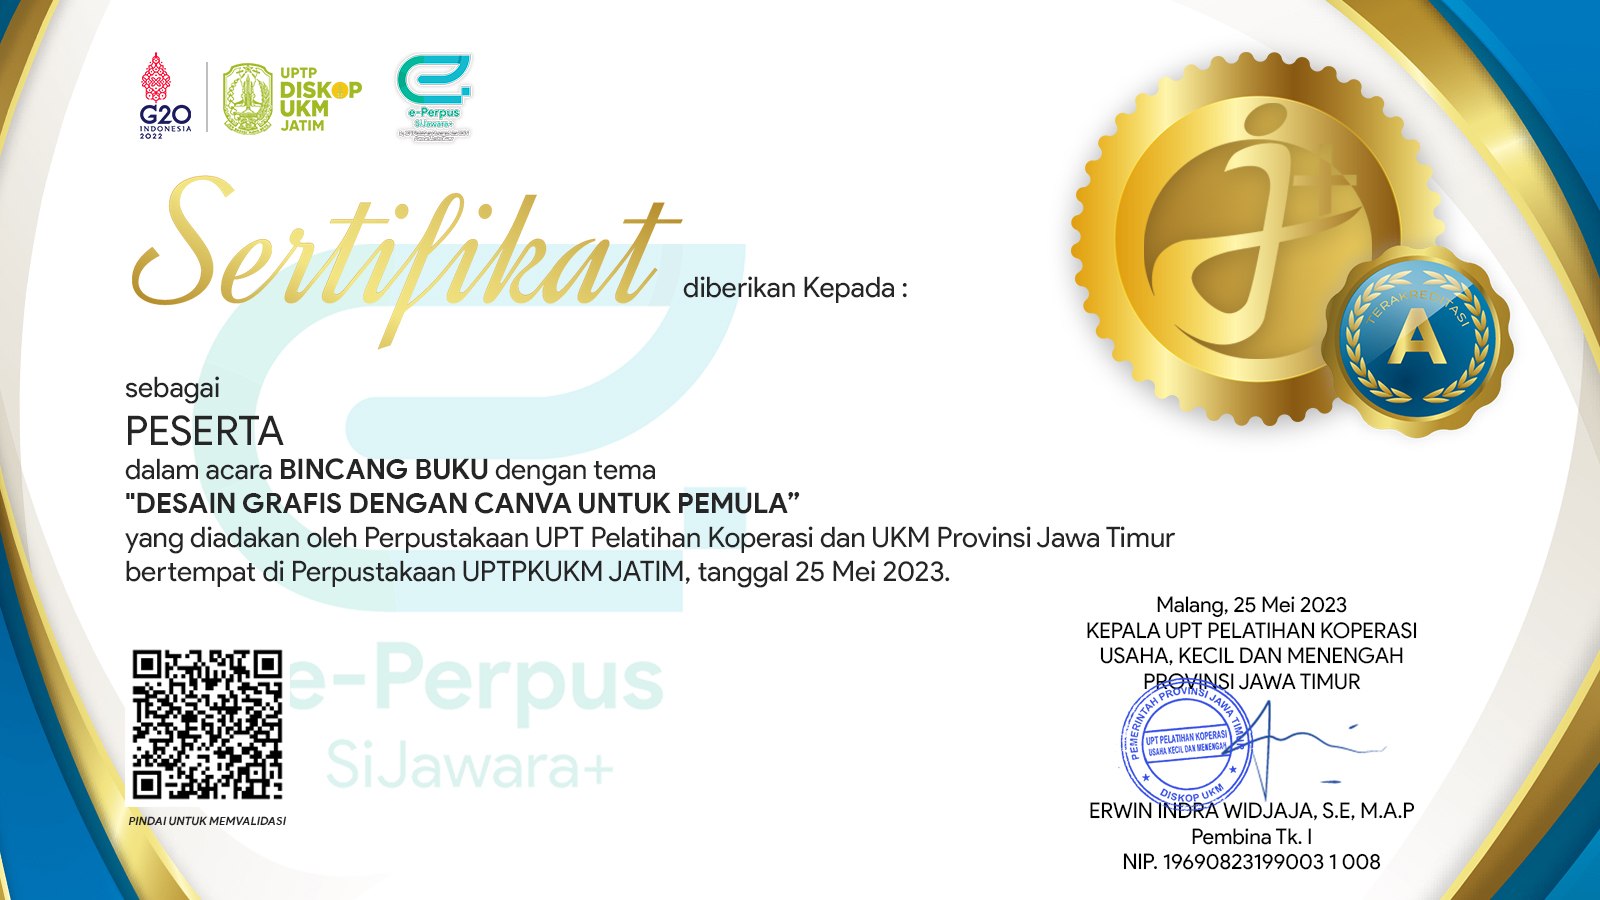 G20
INDONESIA
2022
UPTP
DISKOP
UKM
JATIM
e-Perpus
SiJawara+
Sertifikat diberikan Kepada :
TERAKREDITASI
A
sebagai
PESERTA
dalam acara BINCANG BUKU dengan tema
"DESAIN GRAFIS DENGAN CANVA UNTUK PEMULA”
yang diadakan oleh Perpustakaan UPT Pelatihan Koperasi dan UKM Provinsi Jawa Timur
bertempat di Perpustakaan UPTPKUKM JATIM, tanggal 25 Mei 2023.
e-Perpus
SiJawara+
PINDAI UNTUK MEMVALIDASI
Malang, 25 Mei 2023
KEPALA UPT PELATIHAN KOPERASI
USAHA, KECIL DAN MENENGAH
PROVINSI JAWA TIMUR
PEMERINTAH PROVINSI JAWA TIMUR
UPT PELATIHAN KOPERASI
USAHA KECIL DAN MENENGAH
DISKOP UKM
ERWIN INDRA WIDJAJA, S.E, M.A.P
Pembina Tk. I
NIP. 19690823199003 1 008